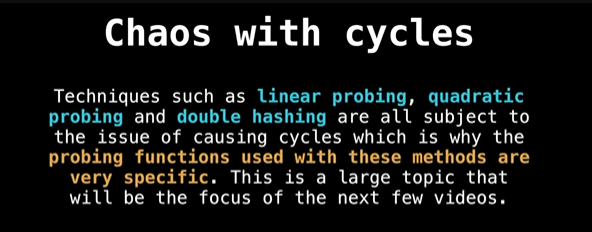 Chaos with cycles
Techniques such as linear probing, quadratic
probing and double hashing are all subject to
the issue of causing cycles which is why the
probing functions used with these methods are
very specific. This is a large topic that
will be the focus of the next few videos.